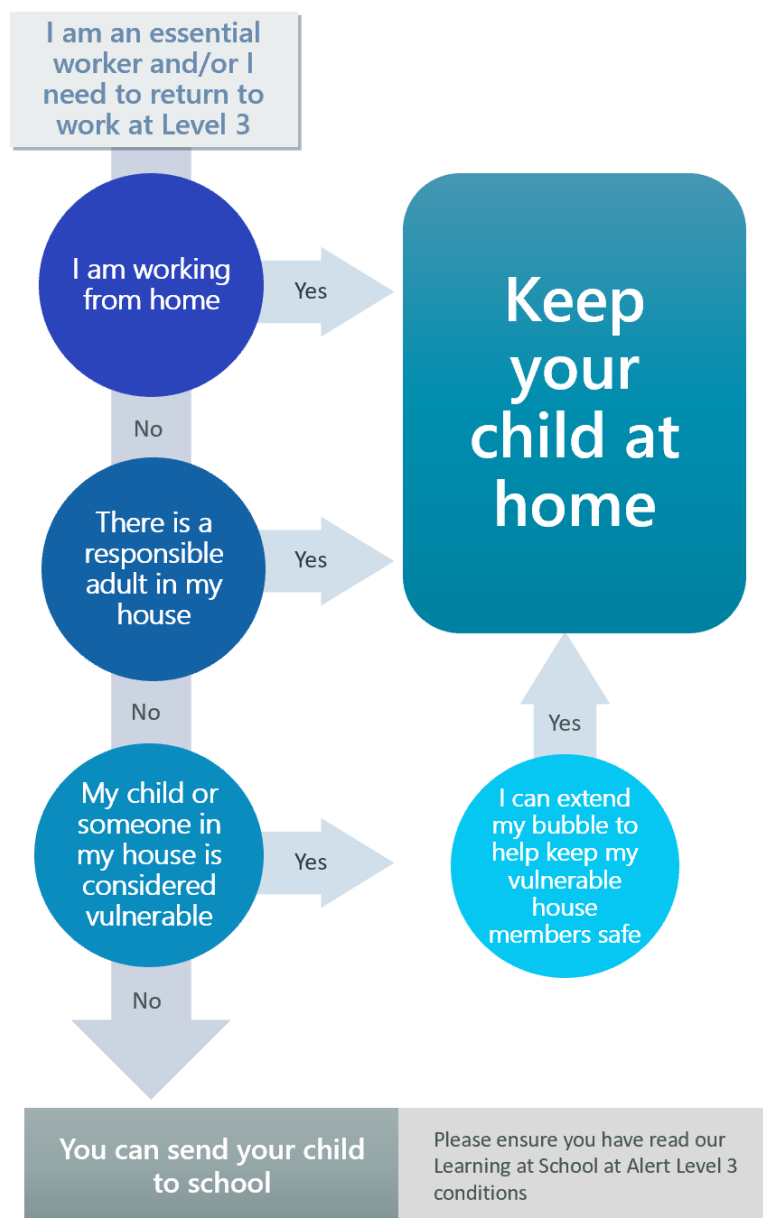 I am an essential
worker and/or I
need to return to
work at Level 3
I am working
from home
Yes
Keep
your
child at
home
No
There is a
responsible
adult in my
house
Yes
No
My child or
someone in
my house is
considered
vulnerable
Yes
I can extend
my bubble to
help keep my
vulnerable
house
members safe
Yes
No
You can send your child
to school
Please ensure you have read our
Learning at School at Alert Level 3
conditions